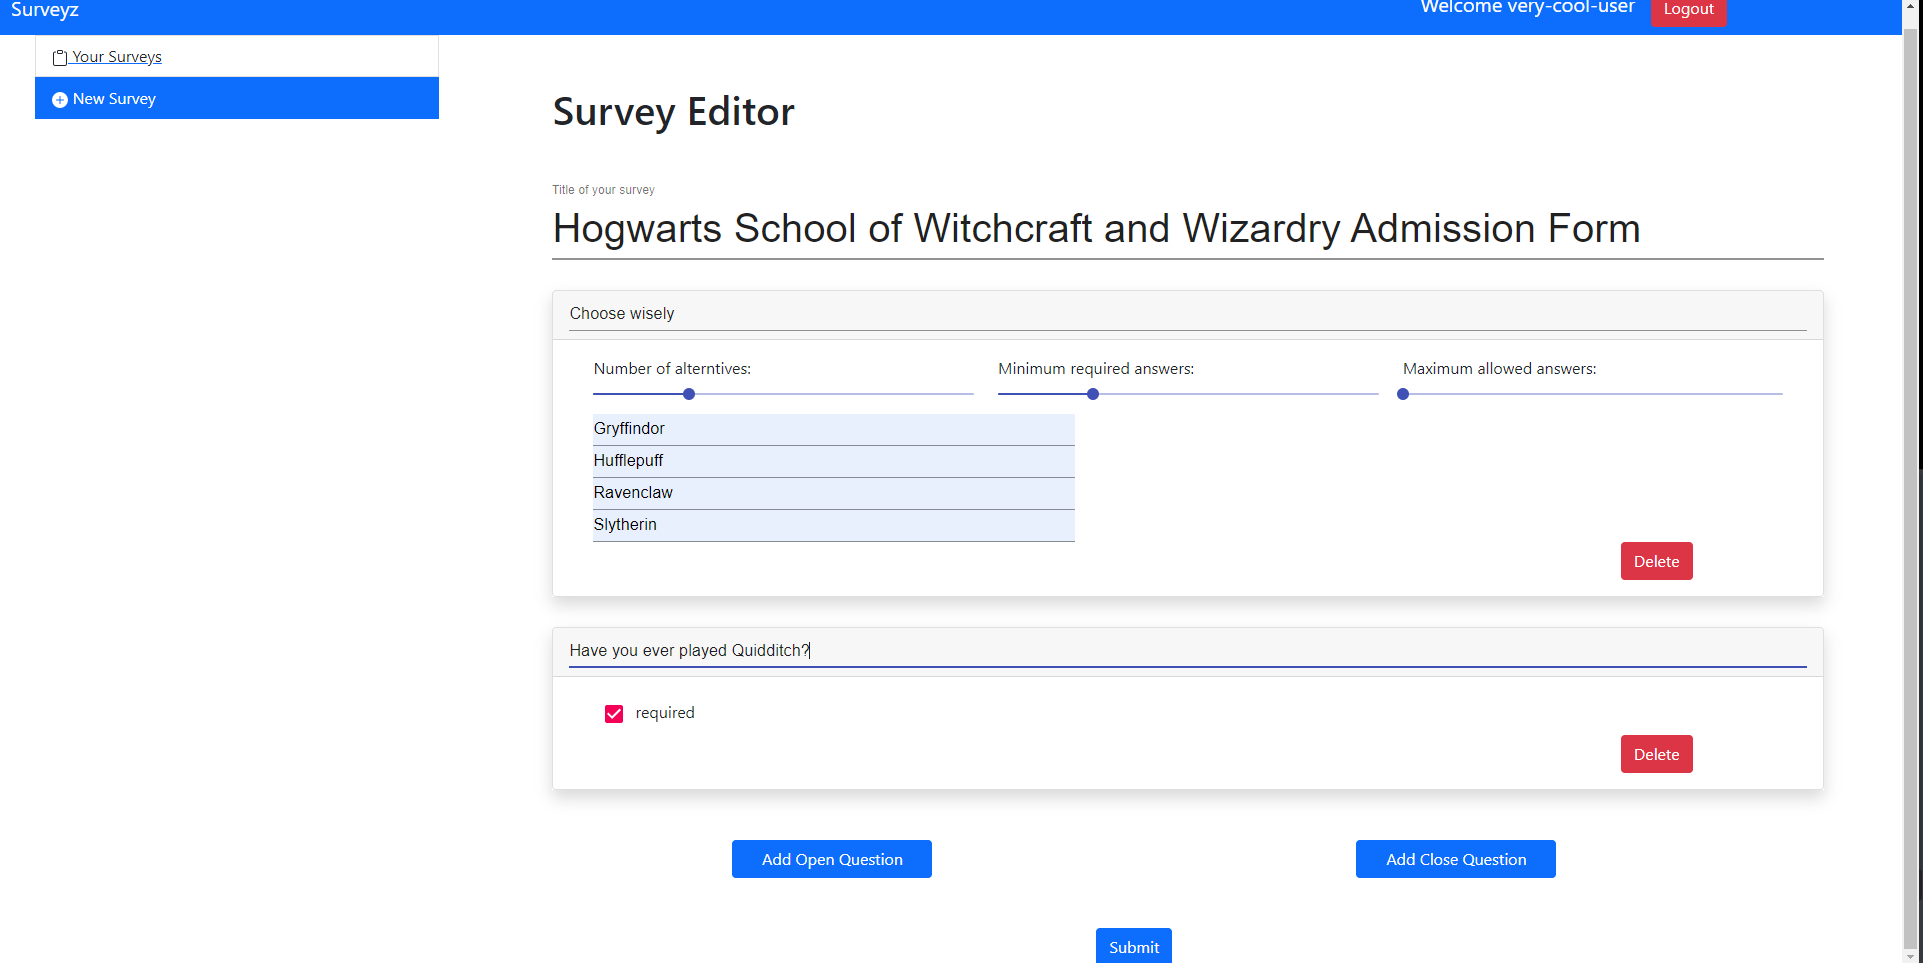 Surveyz
Welcome very-cool-user
Logout
Your Surveys
New Survey
Survey Editor
Title of your survey
Hogwarts School of Witchcraft and Wizardry Admission Form
Choose wisely
Number of alterntives:
Minimum required answers:
Maximum allowed answers:
Gryffindor
Hufflepuff
Ravenclaw
Slytherin
Delete
Have you ever played Quidditch?
required
Delete
Add Open Question
Add Close Question
Submit